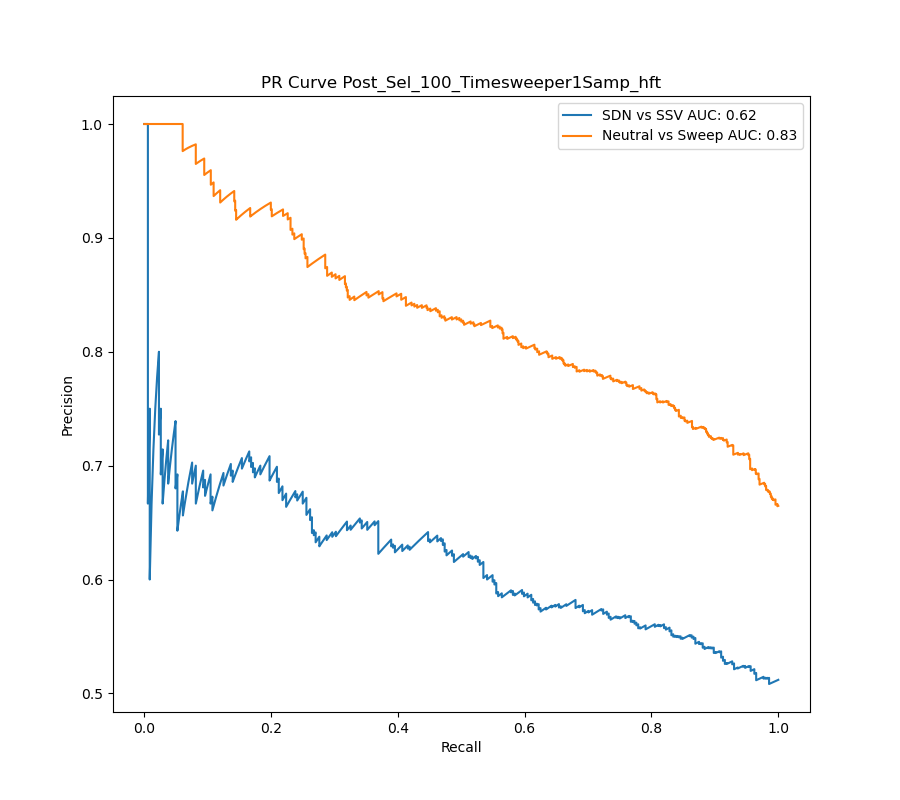 PR Curve Post_Sel_100_Timesweeper1Samp_hft
SDN vs SSV AUC: 0.62
Neutral vs Sweep AUC: 0.83
1.0
0.9
0.8
0.7
0.6
0.5
Precision
0.0 0.2 0.4 0.6 0.8 1.0
Recall